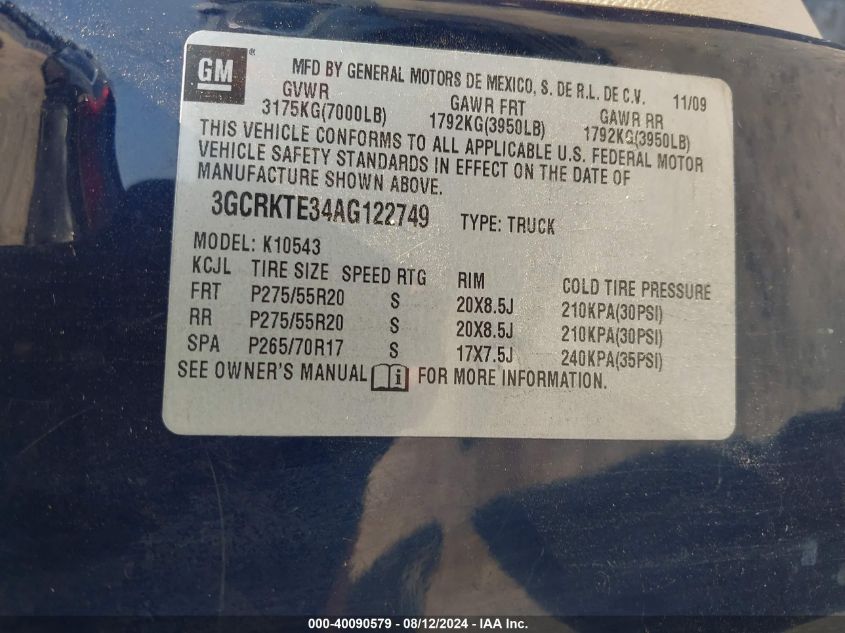 GM®
MFD BY GENERAL MOTORS DE MEXICO, S. DE R.L. DE C.V. 11/09
GVWR GAWR FRT GAWR RR
3175KG(7000LB) 1792KG(3950LB) 1792KG(3950LB)
THIS VEHICLE CONFORMS TO ALL APPLICABLE U.S. FEDERAL MOTOR
VEHICLE SAFETY STANDARDS IN EFFECT ON THE DATE OF
MANUFACTURE SHOWN ABOVE.
3GCRKTE34AG122749 TYPE: TRUCK
MODEL: K10543
KCJL TIRE SIZE SPEED RTG RIM COLD TIRE PRESSURE
FRT P275/55R20 S 20X8.5J 210KPA(30PSI)
RR P275/55R20 S 20X8.5J 210KPA(30PSI)
SPA P265/70R17 S 17X7.5J 240KPA(35PSI)
SEE OWNER'S MANUAL i FOR MORE INFORMATION.
000-40090579 - 08/12/2024 - IAA Inc.